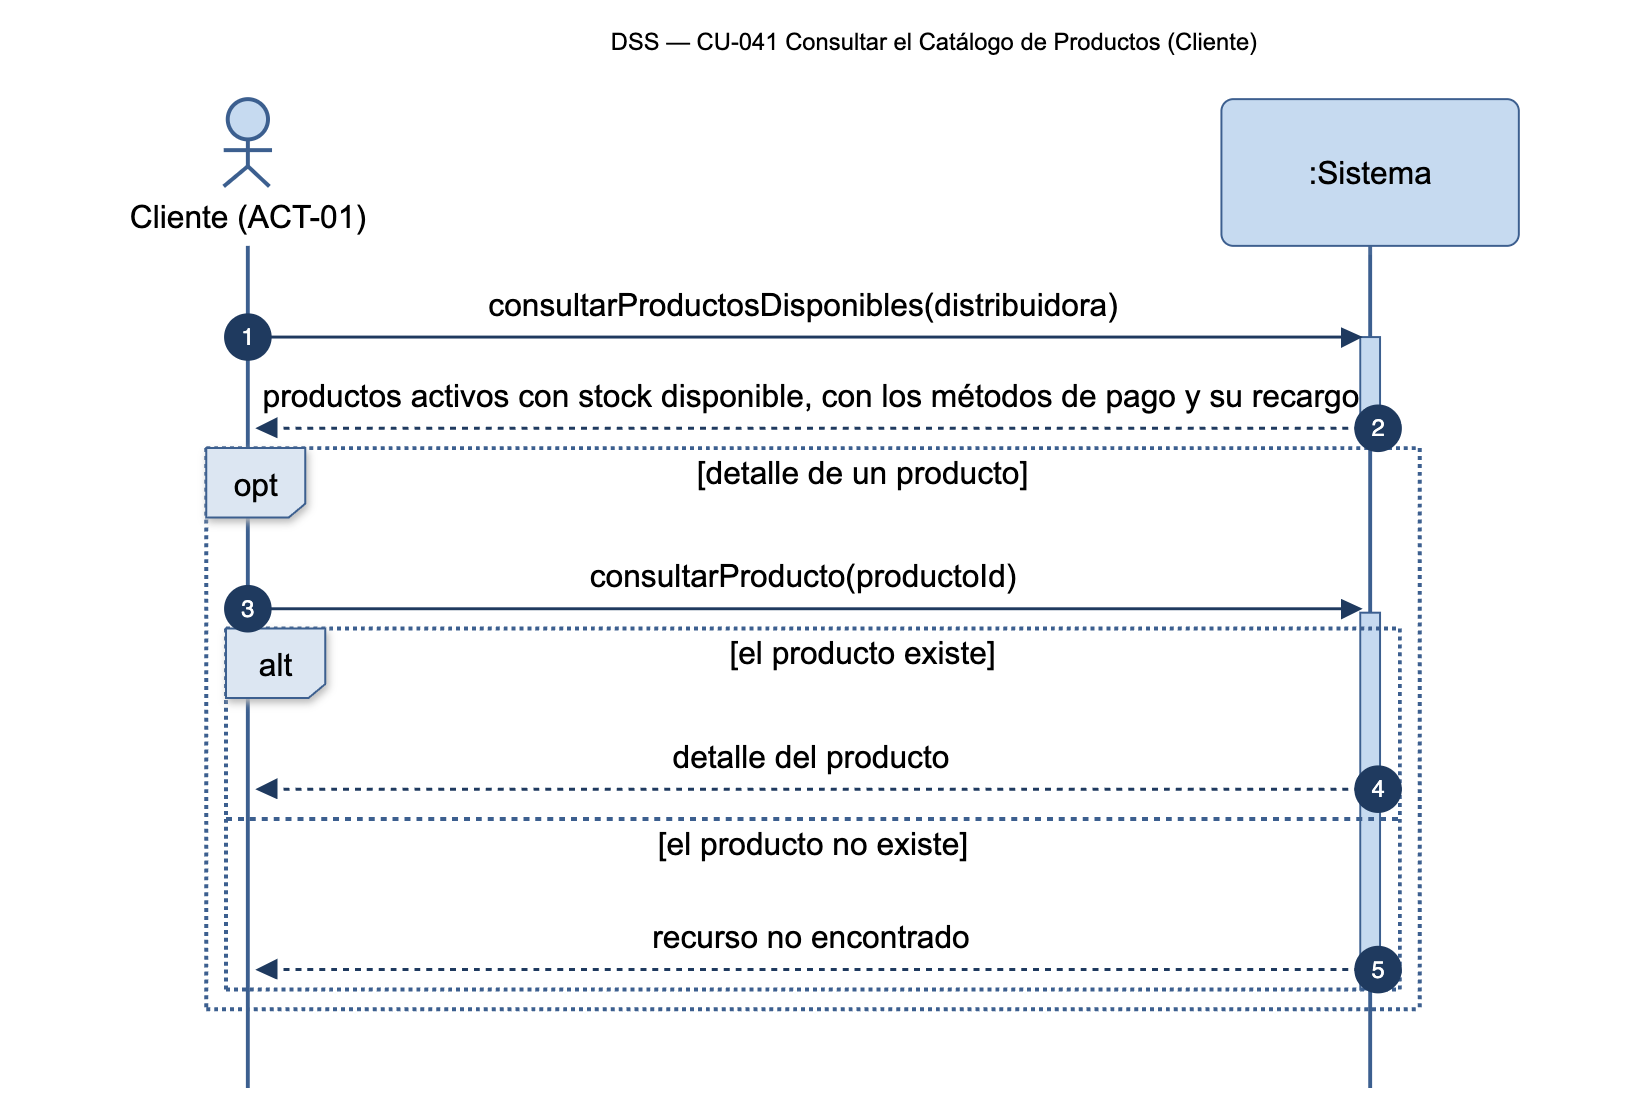 DSS — CU-041 Consultar el Catálogo de Productos (Cliente)
Cliente (ACT-01)
:Sistema
consultarProductosDisponibles(distribuidora)
1
productos activos con stock disponible, con los métodos de pago y su recargo
2
opt
[detalle de un producto]
consultarProducto(productoId)
3
alt
[el producto existe]
detalle del producto
4
[el producto no existe]
recurso no encontrado
5